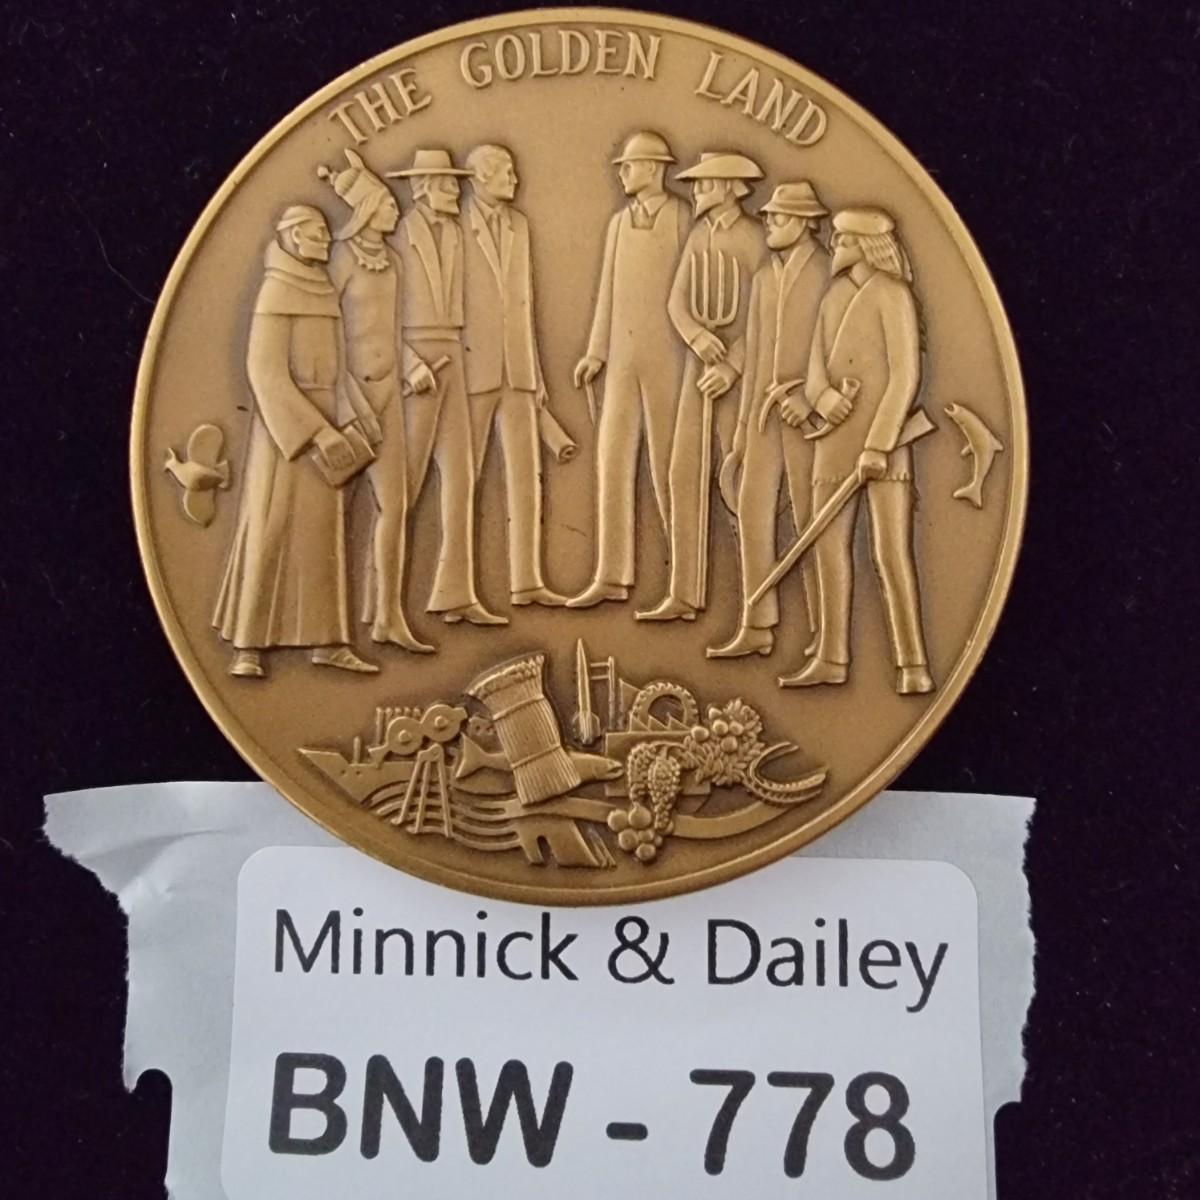 THE GOLDEN LAND
Minnick & Dailey
BNW - 778